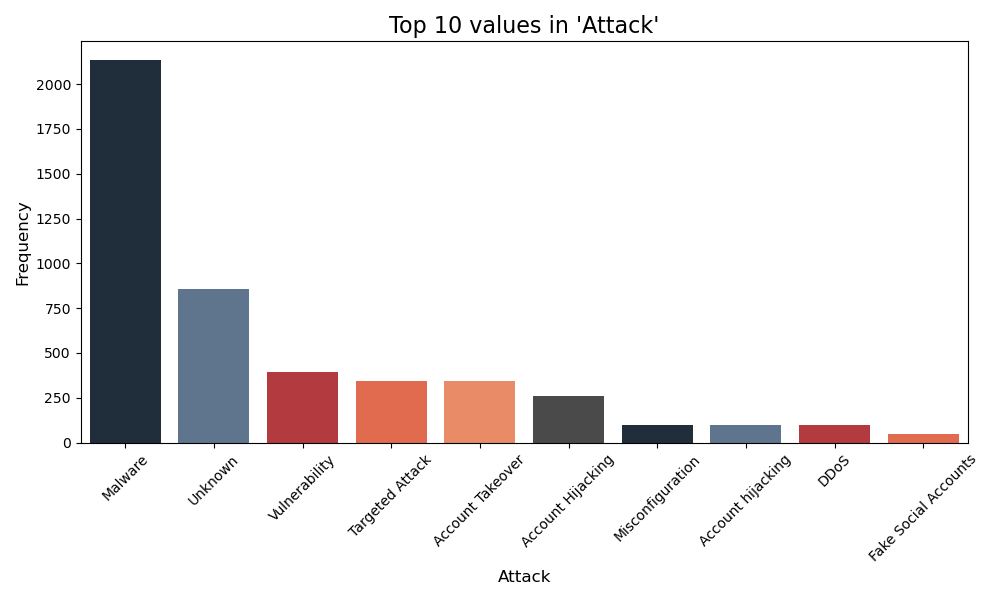 Top 10 values in 'Attack'
Frequency
2000
1750
1500
1250
1000
750
500
250
0
Malware
Unknown
Vulnerability
Targeted Attack
Account Takeover
Account Hijacking
Misconfiguration
Account hijacking
DDoS
Fake Social Accounts
Attack